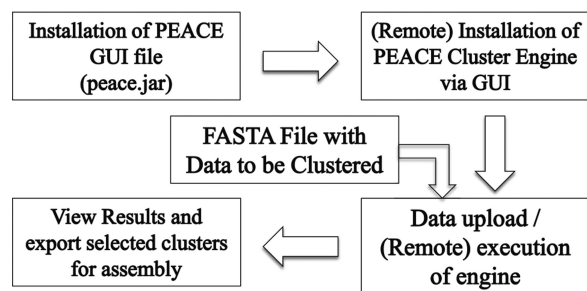 Installation of PEACE
GUI file
(peace.jar)
(Remote) Installation of
PEACE Cluster Engine
via GUI
FASTA File with
Data to be Clustered
Data upload /
(Remote) execution
of engine
View Results and
export selected clusters
for assembly